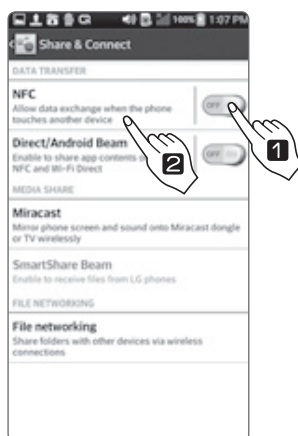 100% 1:07 PM
Share & Connect
DATA TRANSFER
NFC
Allow data exchange when the phone
touches another device
OFF
1
2
Direct/Android Beam
Enable to share app contents
NFC and Wi-Fi Direct
OFF
MEDIA SHARE
Miracast
Mirror phone screen and sound onto Miracast dongle
or TV wirelessly
SmartShare Beam
Enable to receive files from LG phones
FILE NETWORKING
File networking
Share folders with other devices via wireless
connections